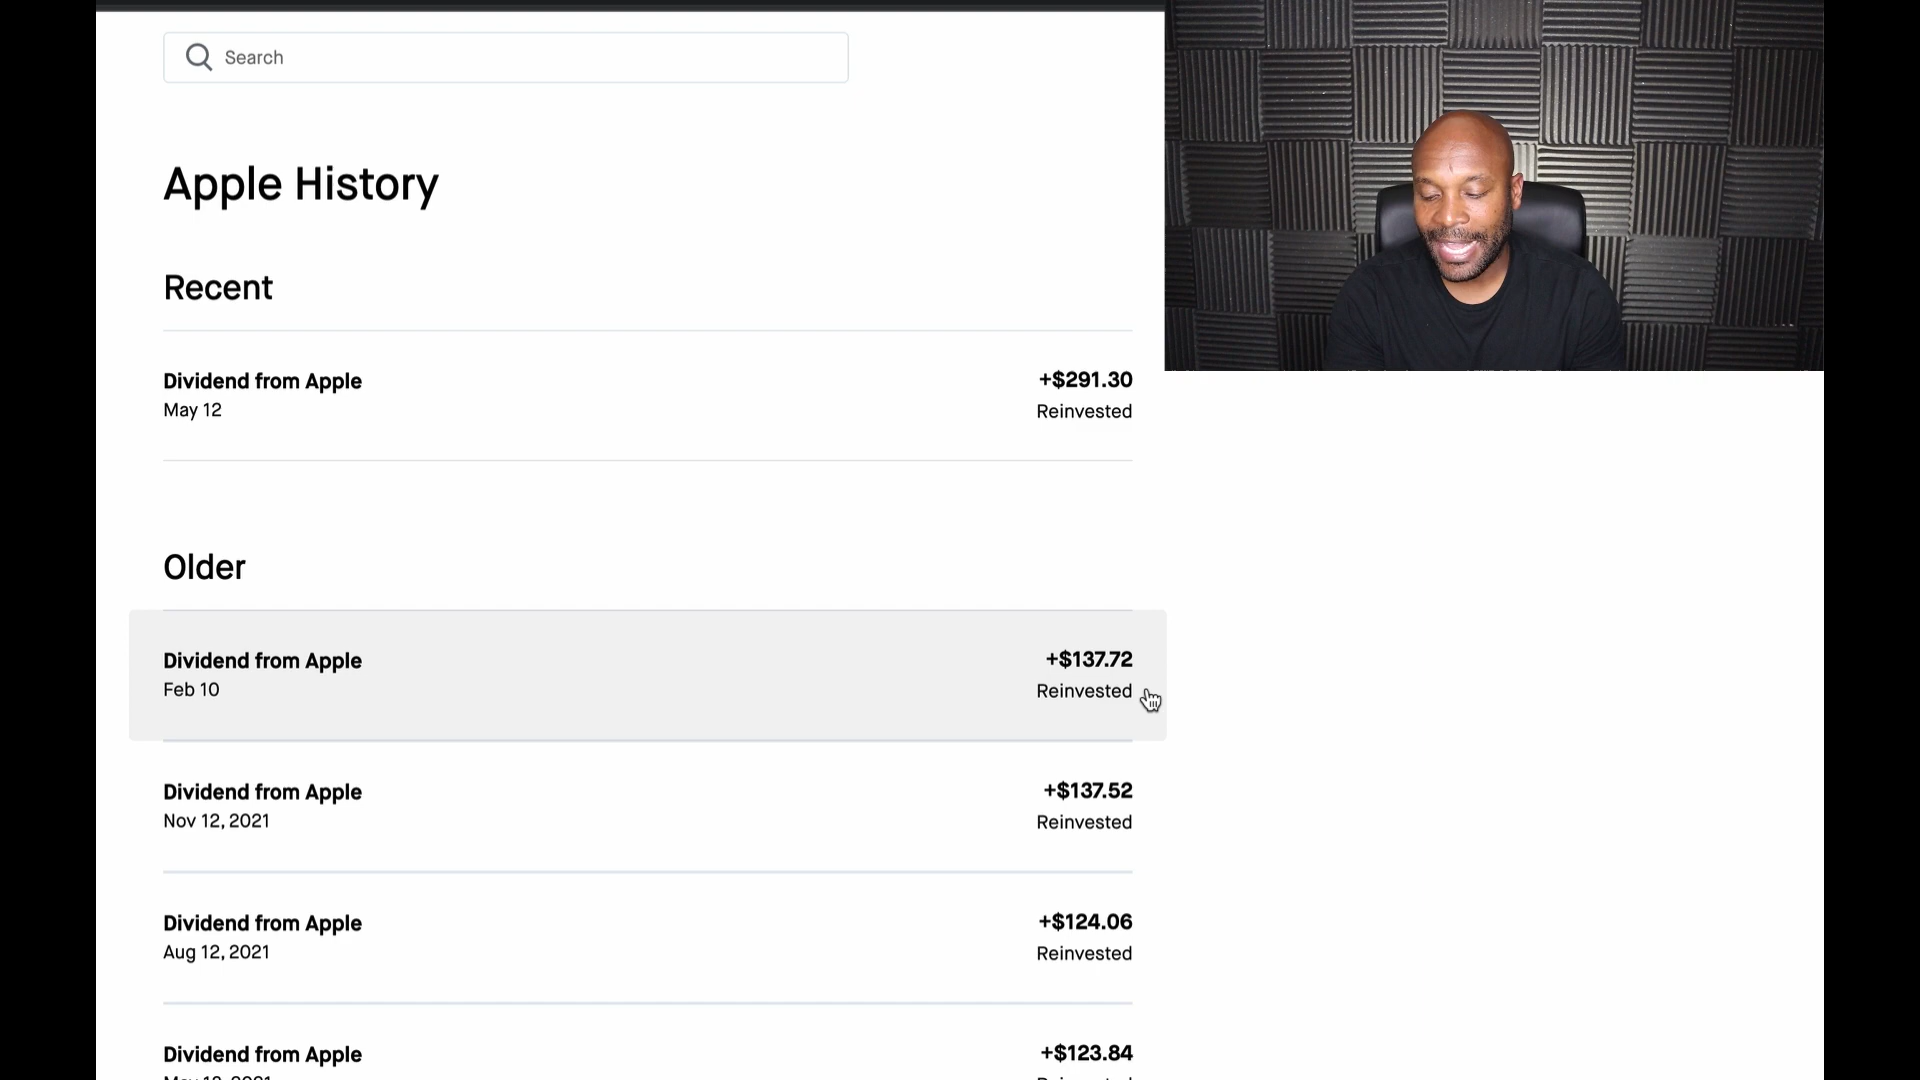 Search
Apple History
Recent
Dividend from Apple
+$291.30
May 12
Reinvested
Older
Dividend from Apple
+$137.72
Feb 10
Reinvested
Dividend from Apple
+$137.52
Nov 12, 2021
Reinvested
Dividend from Apple
+$124.06
Aug 12, 2021
Reinvested
Dividend from Apple
+$123.84